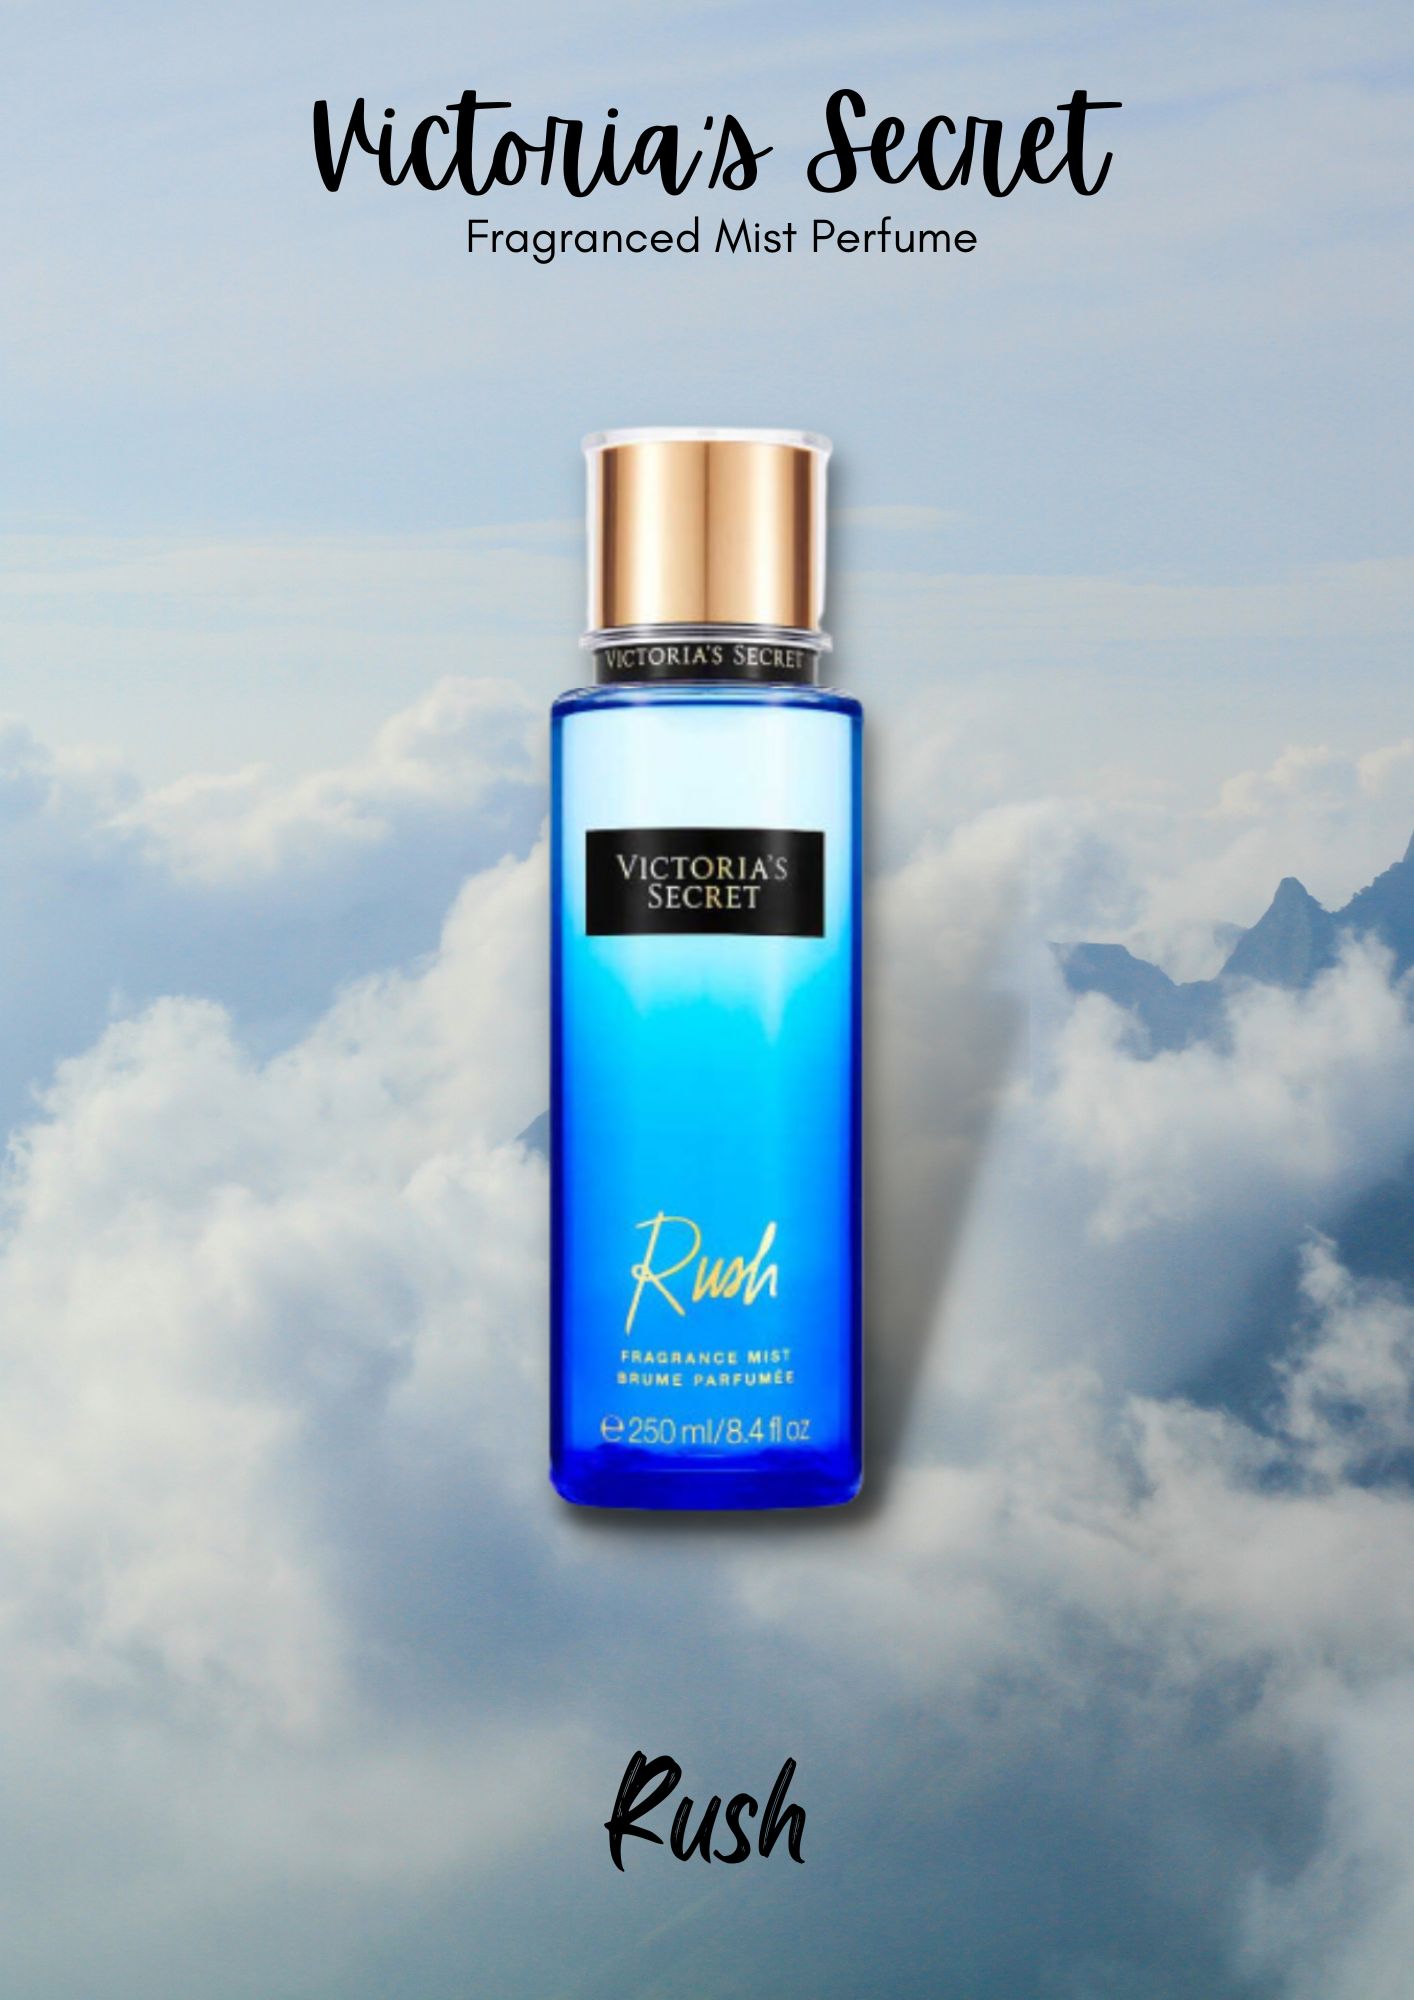 Victoria's Secret
Fragranced Mist Perfume
VICTORIA'S SECRET
VICTORIA'S
SECRET
Rush
FRAGRANCE MIST
BRUME PARFUMÉE
℮ 250 ml/8.4 fl oz
Rush